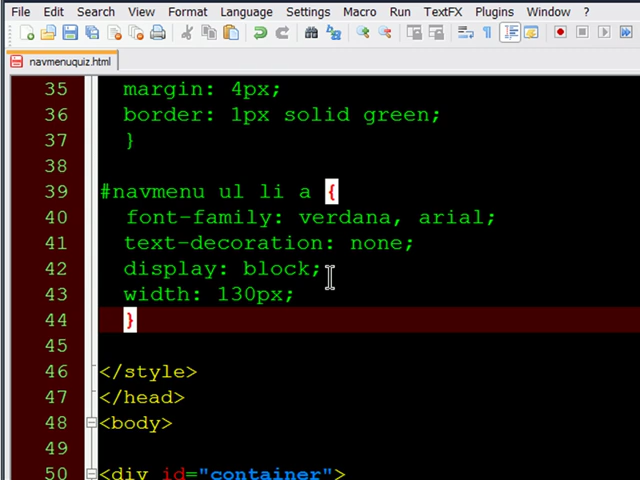 File Edit Search View Format Language Settings Macro Run TextFX Plugins Window ?
navmenuquiz.html
35 margin: 4px;
36 border: 1px solid green;
37 }
38
39 #navmenu ul li a {
40 font-family: verdana, arial;
41 text-decoration: none;
42 display: block;
43 width: 130px;
44 }
45
46 </style>
47 </head>
48 <body>
49
50 <div id="container">